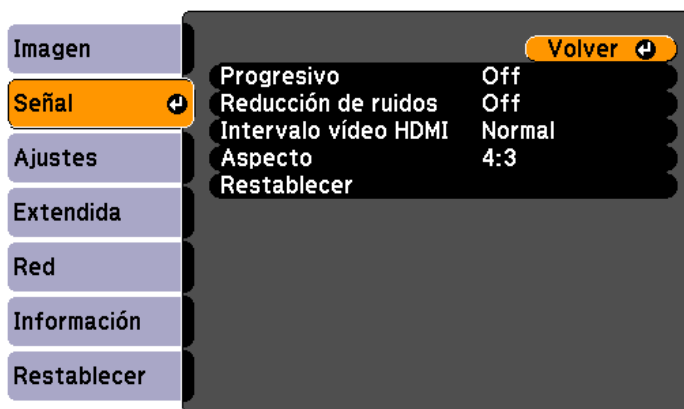 Imagen
Señal
Ajustes
Extendida
Red
Información
Restablecer
Volver
Progresivo Off
Reducción de ruidos Off
Intervalo vídeo HDMI Normal
Aspecto 4:3
Restablecer